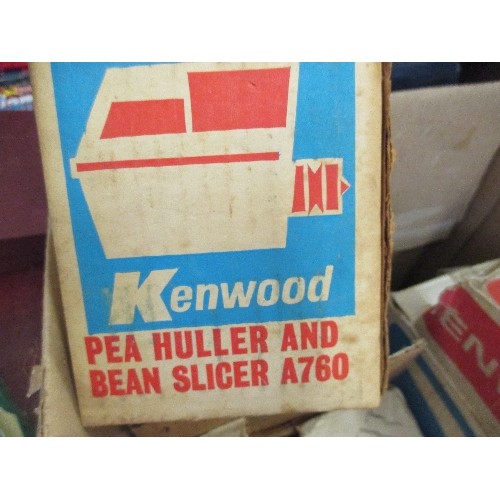 Kenwood
PEA HULLER AND
BEAN SLICER A760